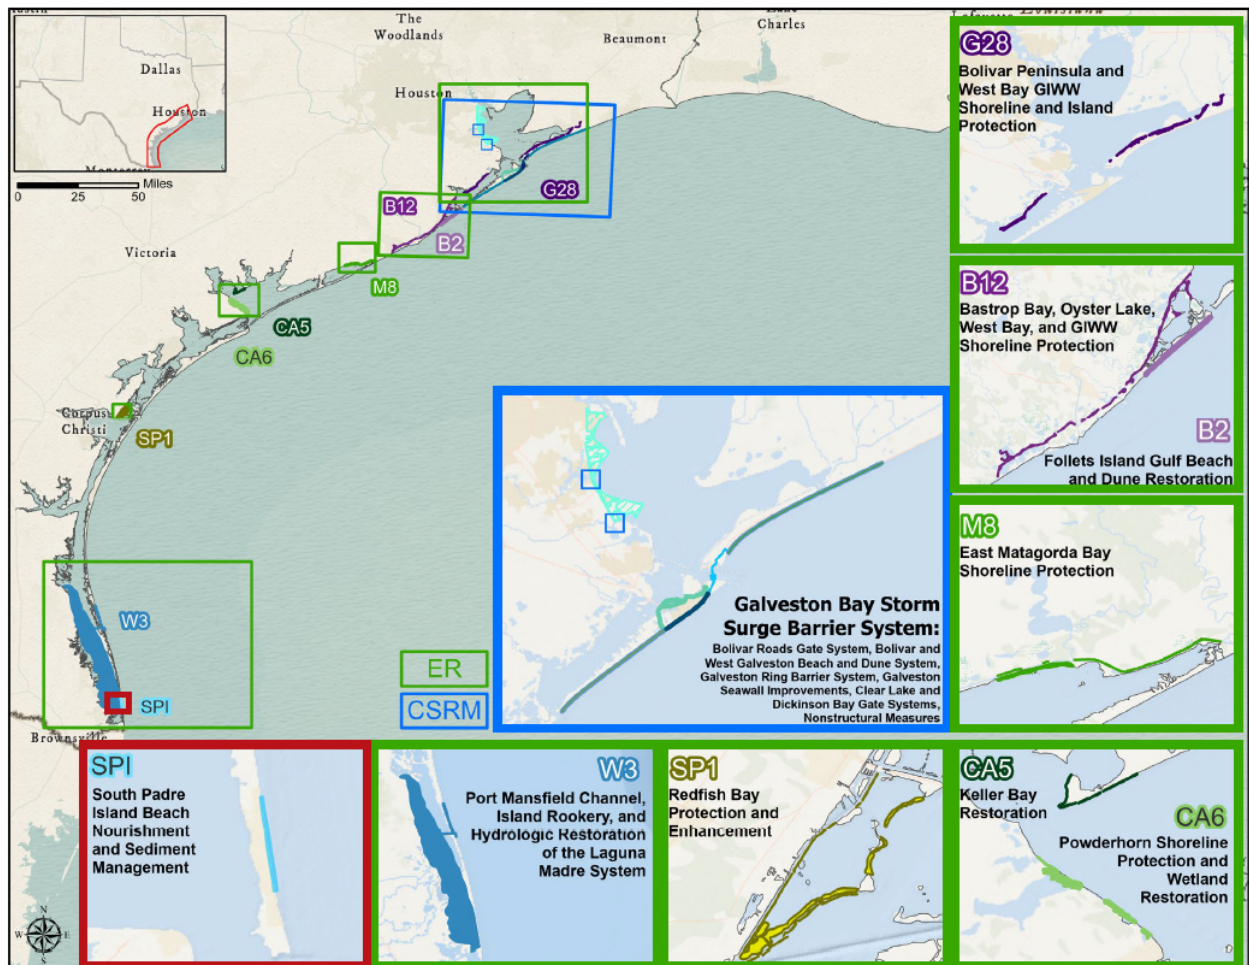 Austin
The
Woodlands
Beaumont
Lake
Charles
Lafayette
Louisiana
Dallas
Houston
Monterrey
Miles
0 25 50
Houston
G28
B12
B2
Victoria
M8
CA5
CA6
Corpus
Christi
SP1
W3
SPI
Brownsville
ER
CSRM
Galveston Bay Storm
Surge Barrier System:
Bolivar Roads Gate System, Bolivar and
West Galveston Beach and Dune System,
Galveston Ring Barrier System, Galveston
Seawall Improvements, Clear Lake and
Dickinson Bay Gate Systems,
Nonstructural Measures
G28
Bolivar Peninsula and
West Bay GIWW
Shoreline and Island
Protection
B12
Bastrop Bay, Oyster Lake,
West Bay, and GIWW
Shoreline Protection
B2
Follets Island Gulf Beach
and Dune Restoration
M8
East Matagorda Bay
Shoreline Protection
SPI
South Padre
Island Beach
Nourishment
and Sediment
Management
W3
Port Mansfield Channel,
Island Rookery, and
Hydrologic Restoration
of the Laguna
Madre System
SP1
Redfish Bay
Protection and
Enhancement
CA5
Keller Bay
Restoration
CA6
Powderhorn Shoreline
Protection and
Wetland
Restoration
N
W E
S